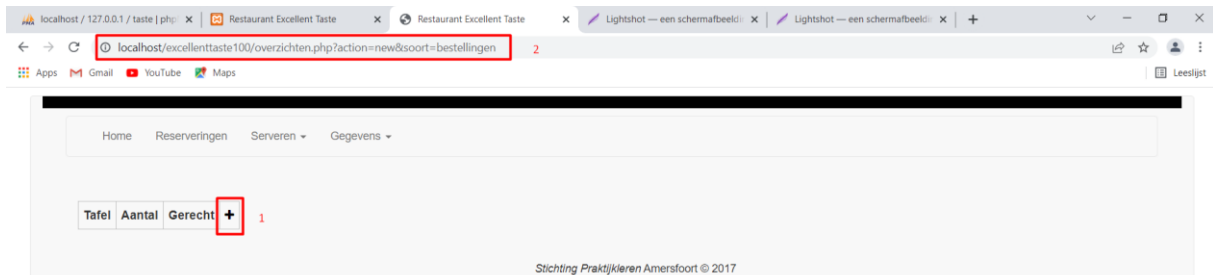 localhost / 127.0.0.1 / taste | php
Restaurant Excellent Taste
Restaurant Excellent Taste
Lightshot — een schermafbeeldi
Lightshot — een schermafbeeldi
localhost/excellenttaste100/overzichten.php?action=new&soort=bestellingen
2
Apps Gmail YouTube Maps Leeslijst
Home Reserveringen Serveren Gegevens
Tafel Aantal Gerecht +
1
Stichting Praktijkleren Amersfoort © 2017